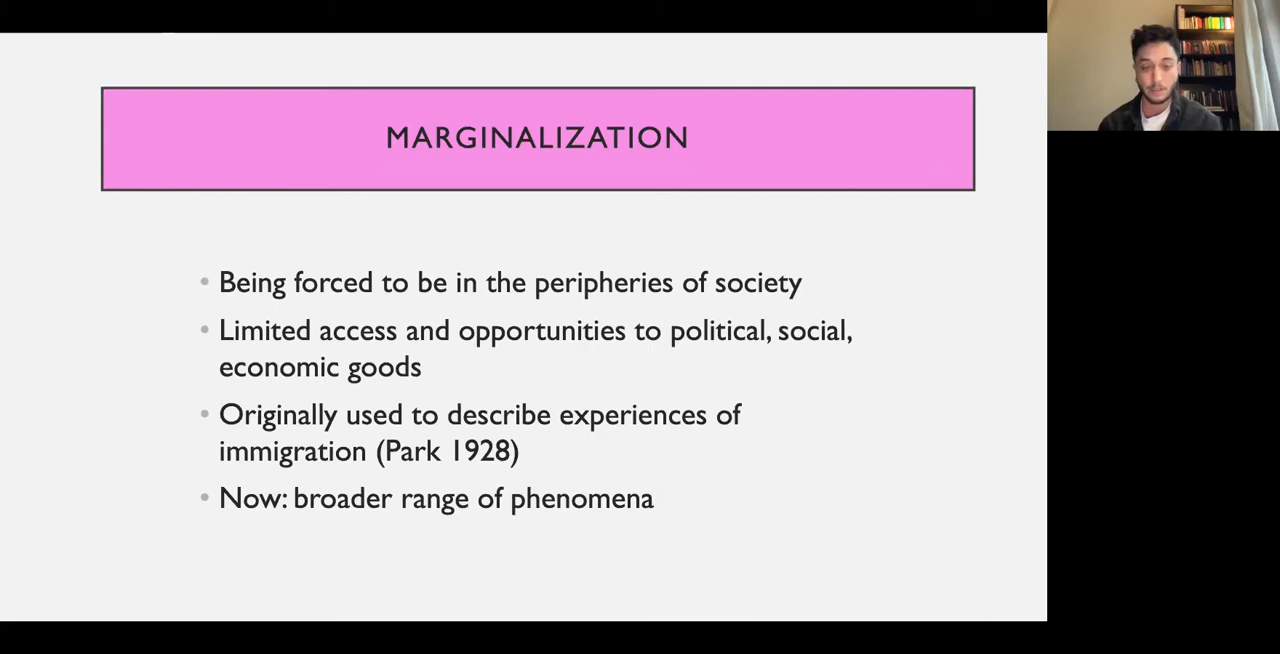 MARGINALIZATION
• Being forced to be in the peripheries of society
• Limited access and opportunities to political, social,
economic goods
• Originally used to describe experiences of
immigration (Park 1928)
• Now: broader range of phenomena